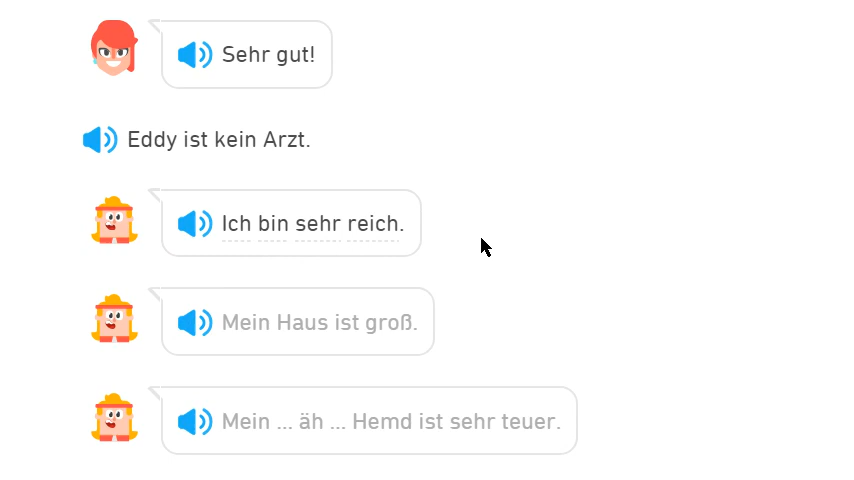 Sehr gut!
Eddy ist kein Arzt.
Ich bin sehr reich.
Mein Haus ist groß.
Mein ... äh ... Hemd ist sehr teuer.